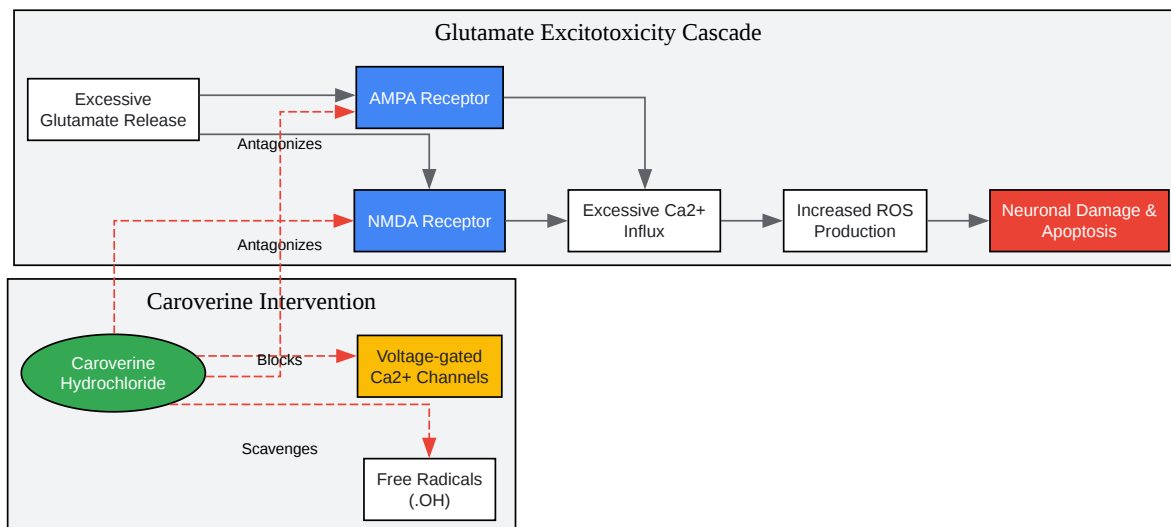 Glutamate Excitotoxicity Cascade
Excessive
Glutamate Release
AMPA Receptor
Antagonizes
NMDA Receptor
Excessive Ca2+
Influx
Increased ROS
Production
Neuronal Damage &
Apoptosis
Antagonizes
Caroverine Intervention
Caroverine
Hydrochloride
Blocks
Voltage-gated
Ca2+ Channels
Scavenges
Free Radicals
(.OH)